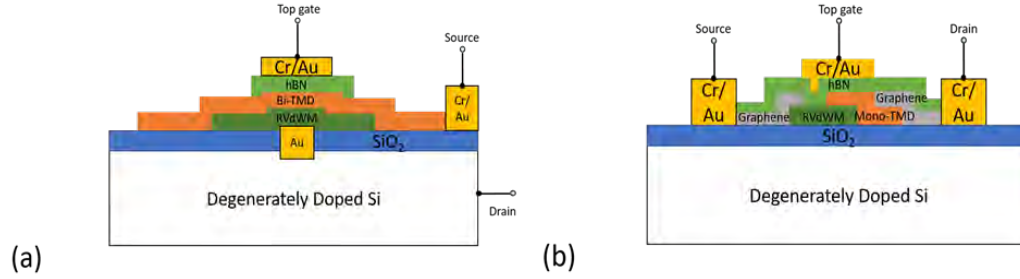 Top gate
Source
Cr/Au
hBN
Bi-TMD
RVdWM
Cr/
Au
Au
SiO2
Degenerately Doped Si
Drain
(a)
Source
Top gate
Drain
Cr/
Au
Cr/Au
hBN
Graphene
Graphene
RVdWM
Mono-TMD
Cr/
Au
SiO2
Degenerately Doped Si
(b)